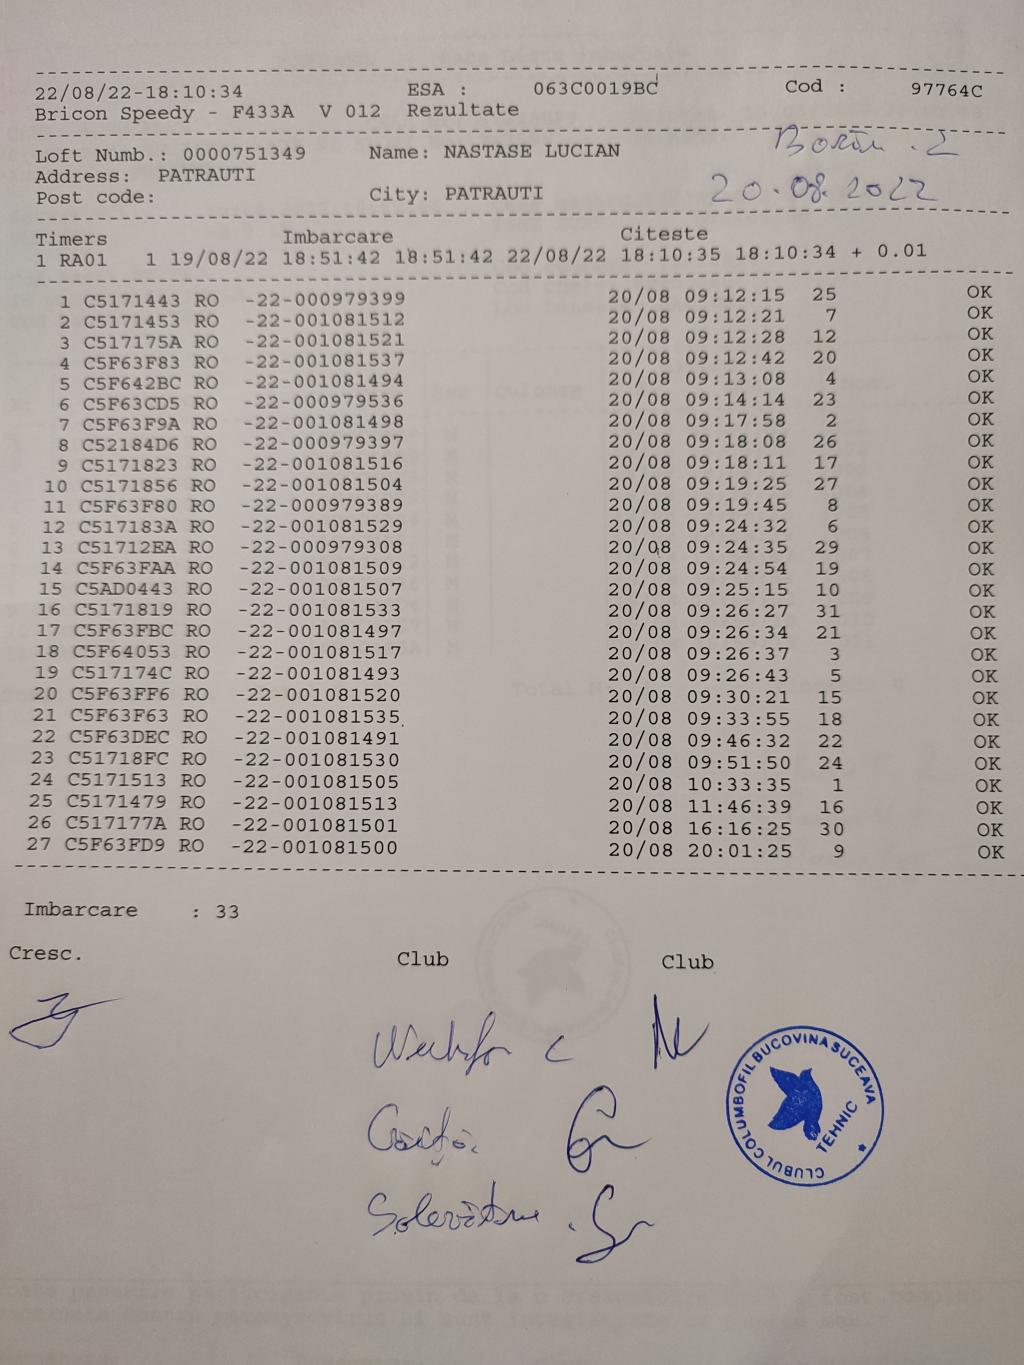 22/08/22-18:10:34 ESA : 063C0019BC Cod : 97764C
Bricon Speedy - F433A V 012 Rezultate
Loft Numb.: 0000751349 Name: NASTASE LUCIAN
Address: PATRAUTI
Post code: City: PATRAUTI
20.08.2022
Timers Imbarcare Citeste
1 RA01 1 19/08/22 18:51:42 18:51:42 22/08/22 18:10:35 18:10:34 + 0.01
1 C5171443 RO -22-000979399 20/08 09:12:15 25 OK
2 C5171453 RO -22-001081512 20/08 09:12:21 7 OK
3 C517175A RO -22-001081521 20/08 09:12:28 12 OK
4 C5F63F83 RO -22-001081537 20/08 09:12:42 20 OK
5 C5F642BC RO -22-001081494 20/08 09:13:08 4 OK
6 C5F63CD5 RO -22-000979536 20/08 09:14:14 23 OK
7 C5F63F9A RO -22-001081498 20/08 09:17:58 2 OK
8 C52184D6 RO -22-000979397 20/08 09:18:08 26 OK
9 C5171823 RO -22-001081516 20/08 09:18:11 17 OK
10 C5171856 RO -22-001081504 20/08 09:19:25 27 OK
11 C5F63F80 RO -22-000979389 20/08 09:19:45 8 OK
12 C517183A RO -22-001081529 20/08 09:24:32 6 OK
13 C51712EA RO -22-000979308 20/08 09:24:35 29 OK
14 C5F63FAA RO -22-001081509 20/08 09:24:54 19 OK
15 C5AD0443 RO -22-001081507 20/08 09:25:15 10 OK
16 C5171819 RO -22-001081533 20/08 09:26:27 31 OK
17 C5F63FBC RO -22-001081497 20/08 09:26:34 21 OK
18 C5F64053 RO -22-001081517 20/08 09:26:37 3 OK
19 C517174C RO -22-001081493 20/08 09:26:43 5 OK
20 C5F63FF6 RO -22-001081520 20/08 09:30:21 15 OK
21 C5F63F63 RO -22-001081535 20/08 09:33:55 18 OK
22 C5F63DEC RO -22-001081491 20/08 09:46:32 22 OK
23 C51718FC RO -22-001081530 20/08 09:51:50 24 OK
24 C5171513 RO -22-001081505 20/08 10:33:35 1 OK
25 C5171479 RO -22-001081513 20/08 11:46:39 16 OK
26 C517177A RO -22-001081501 20/08 16:16:25 30 OK
27 C5F63FD9 RO -22-001081500 20/08 20:01:25 9 OK
Imbarcare : 33
Cresc. Club Club
CLUBUL COLUMBOFIL BUCOVINA SUCEAVA
TEHNIC